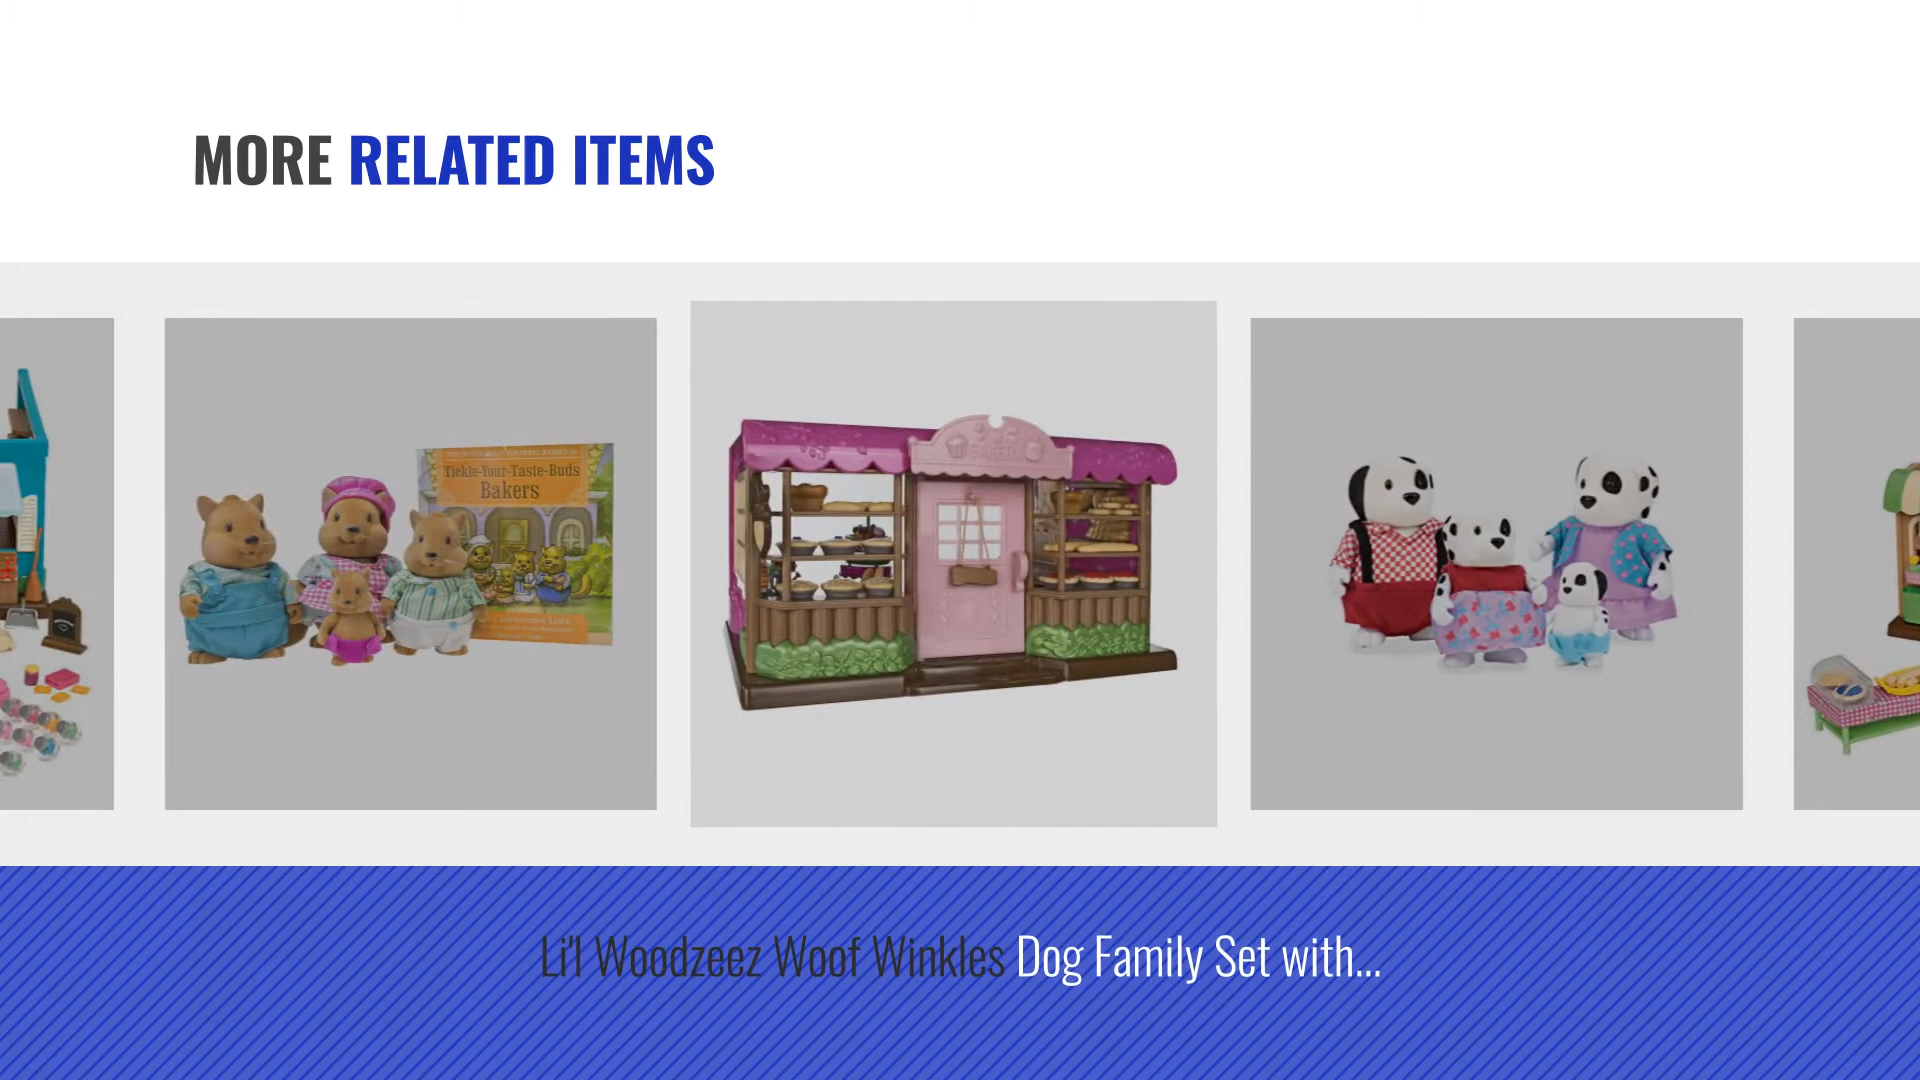 MORE RELATED ITEMS
Tickle-Your-Taste-Buds
Bakers
Li'l Woodzeez Woof Winkles Dog Family Set with...